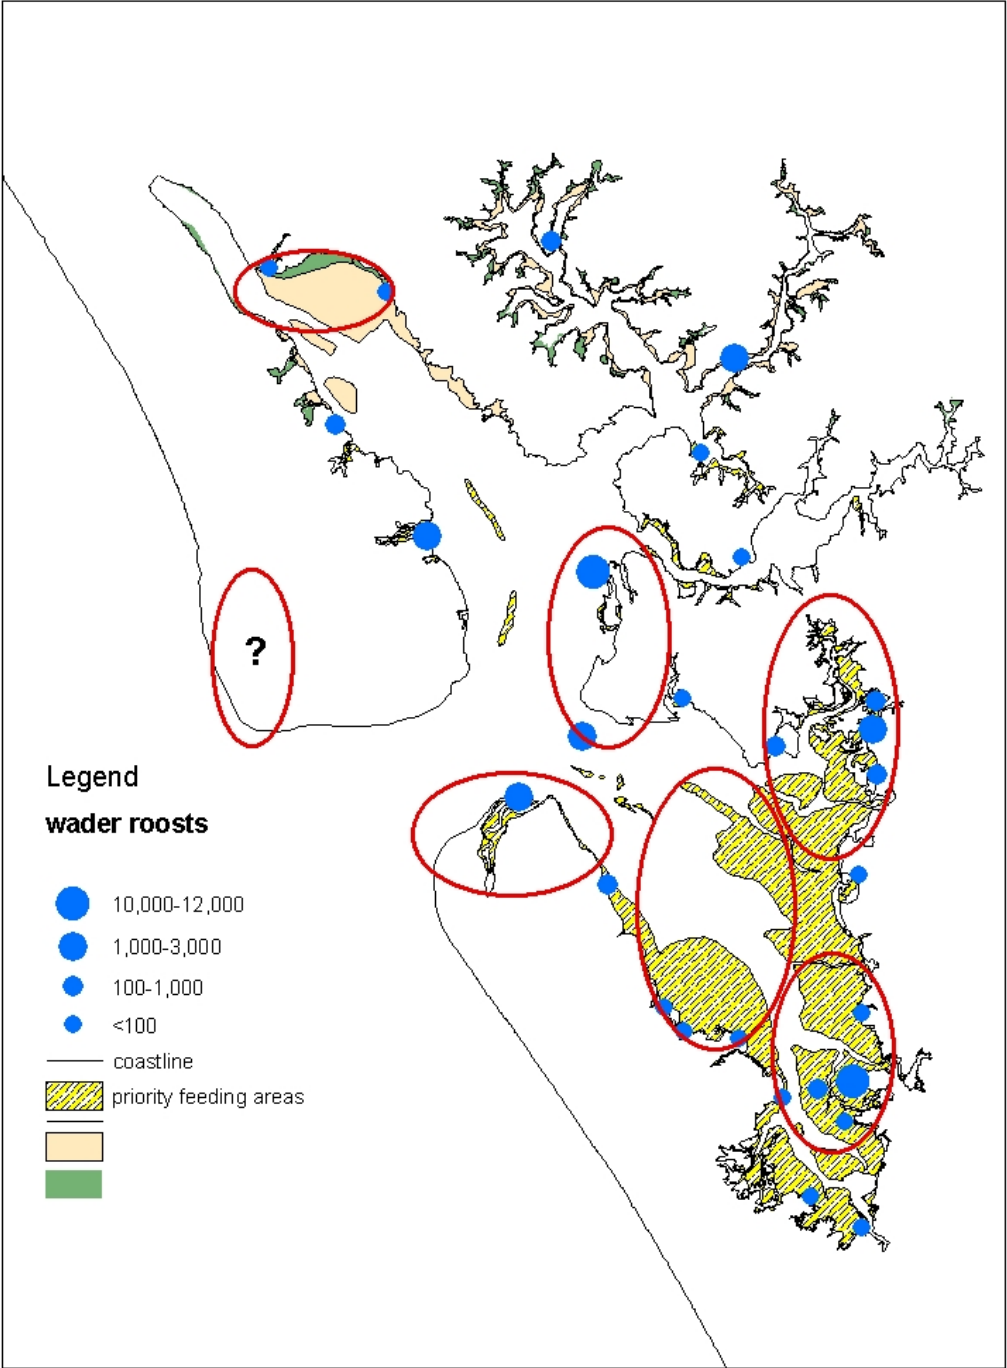 ?
Legend
wader roosts
10,000-12,000
1,000-3,000
100-1,000
<100
coastline
priority feeding areas